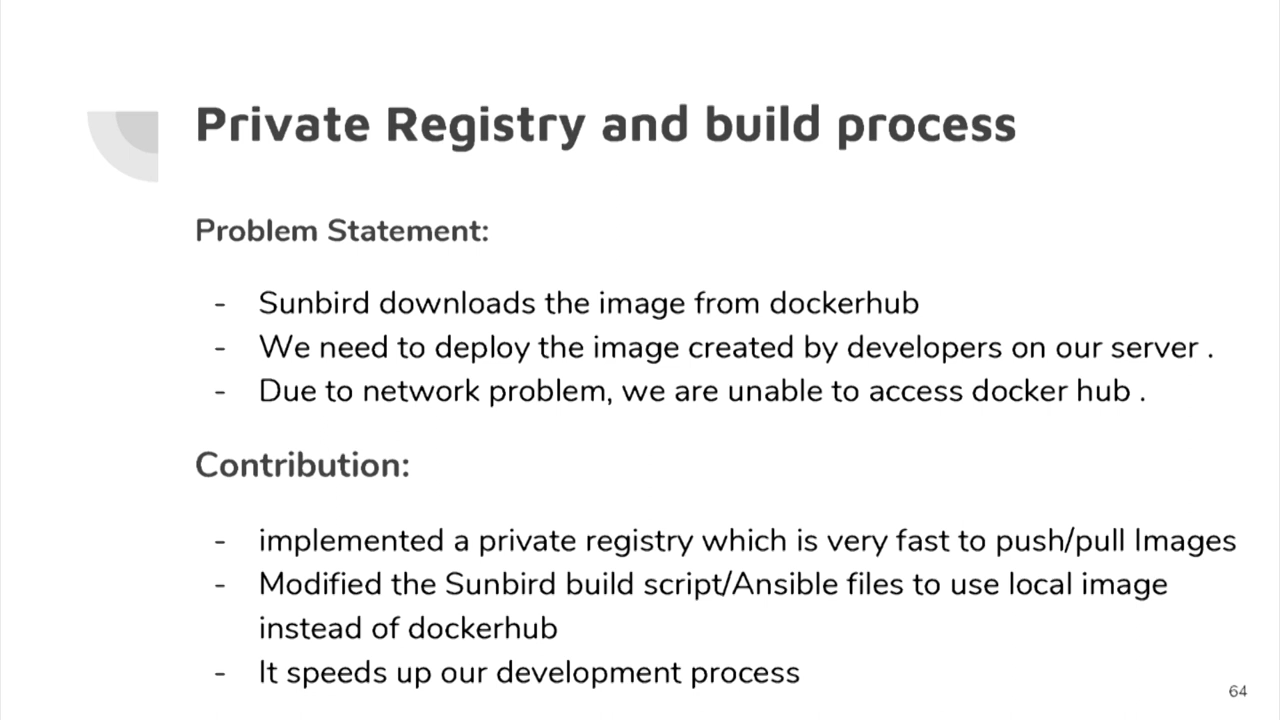 Private Registry and build process
Problem Statement:
- Sunbird downloads the image from dockerhub
- We need to deploy the image created by developers on our server .
- Due to network problem, we are unable to access docker hub .
Contribution:
- implemented a private registry which is very fast to push/pull Images
- Modified the Sunbird build script/Ansible files to use local image
instead of dockerhub
- It speeds up our development process
64